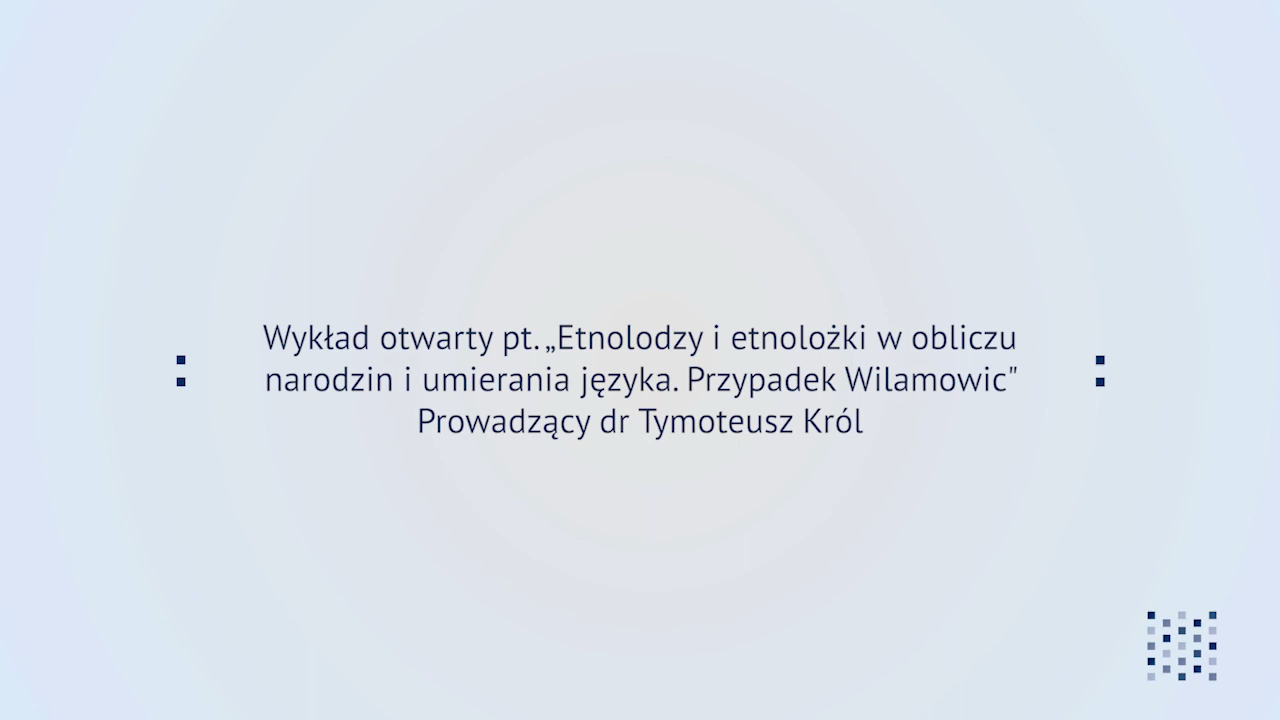 Wykład otwarty pt. „Etnolodzy i etnolożki w obliczu
narodzin i umierania języka. Przypadek Wilamowic"
Prowadzący dr Tymoteusz Król